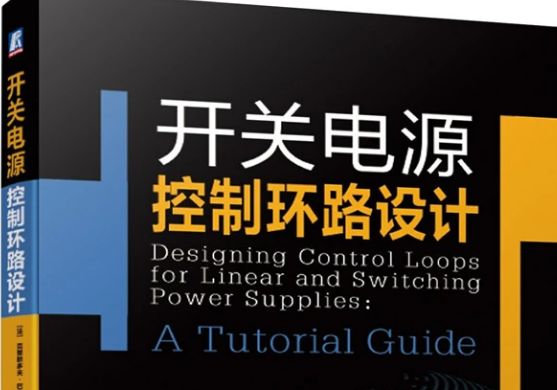 开关电源
控制环路设计
Designing Control Loops
for Linear and Switching
Power Supplies:
A Tutorial Guide
开关电源
控制环路设计
[法]